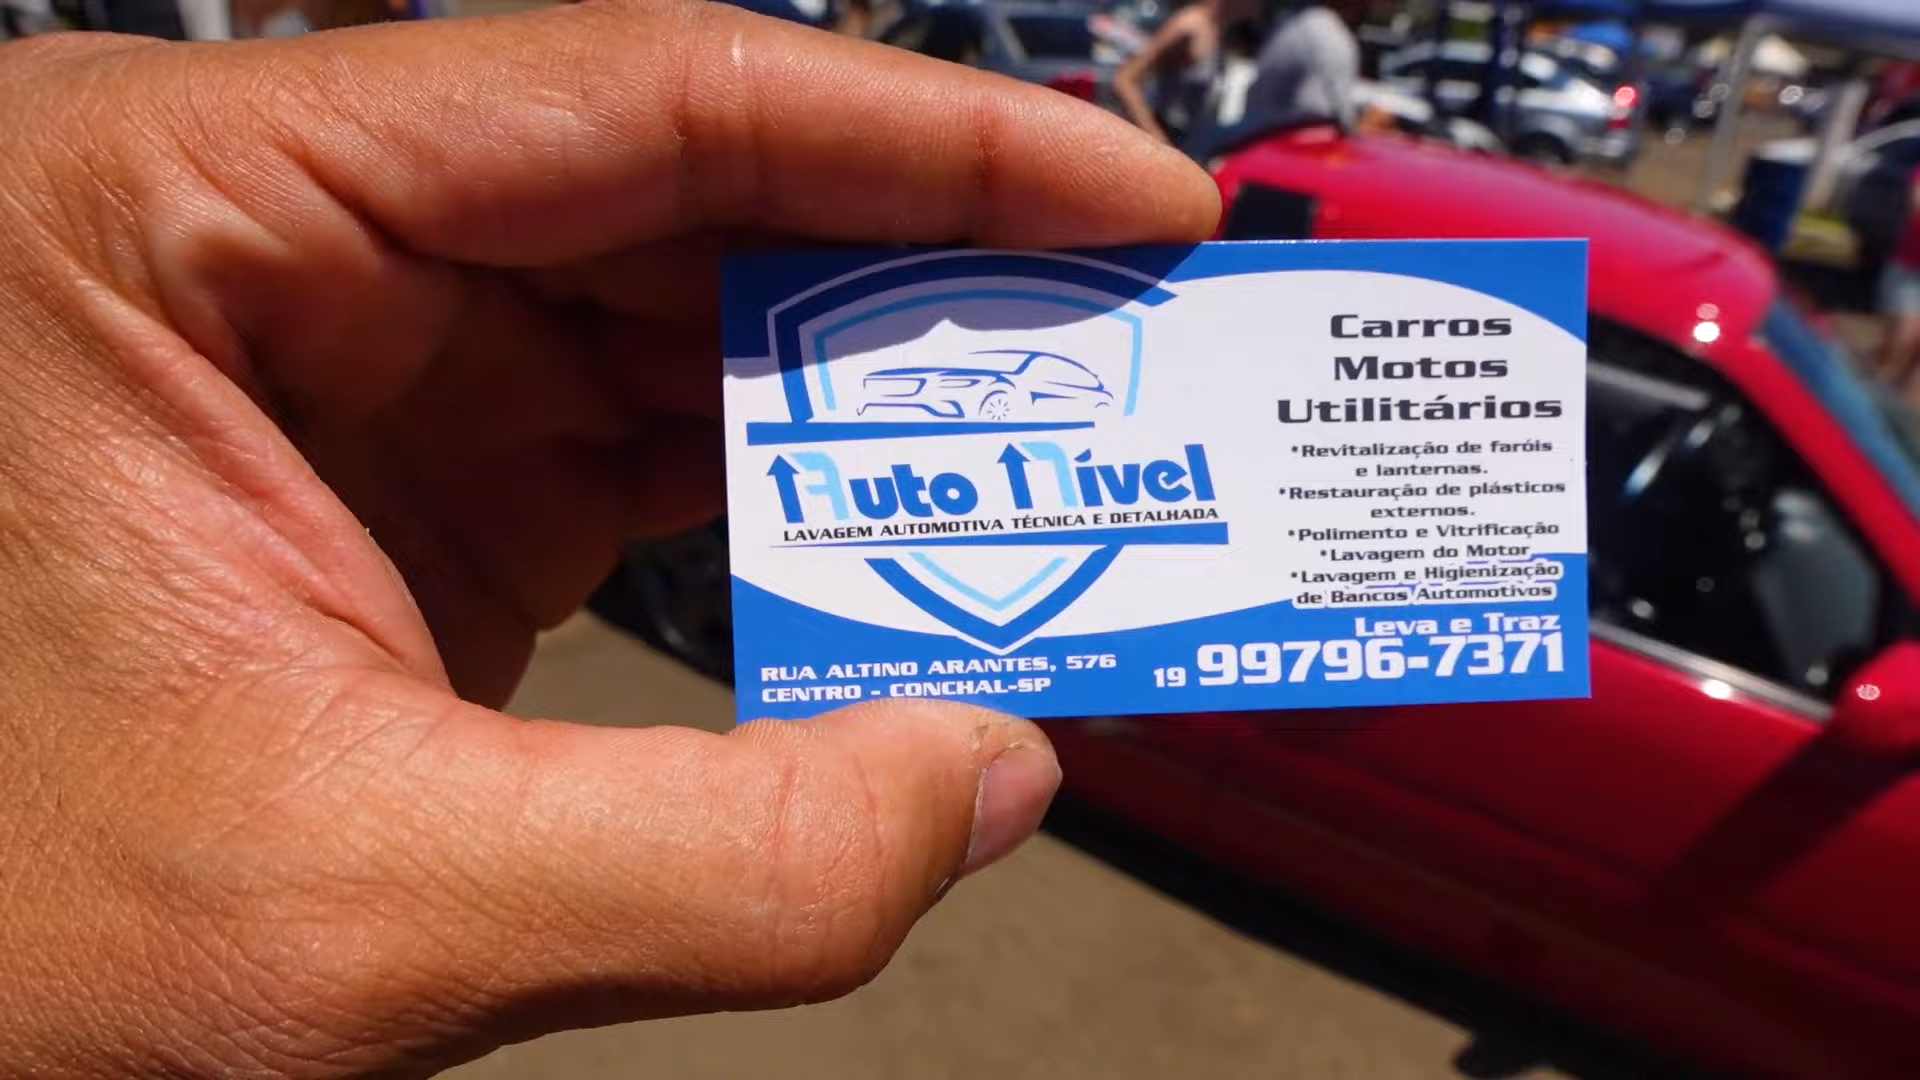 Auto Nível
LAVAGEM AUTOMOTIVA TÉCNICA E DETALHADA
RUA ALTINO ARANTES, 576
CENTRO - CONCHAL-SP
Carros
Motos
Utilitários
*Revitalização de faróis
e lanternas.
*Restauração de plásticos
externos.
*Polimento e Vitrificação
*Lavagem do Motor
*Lavagem e Higienização
de Bancos Automotivos
Leva e Traz
19 99796-7371